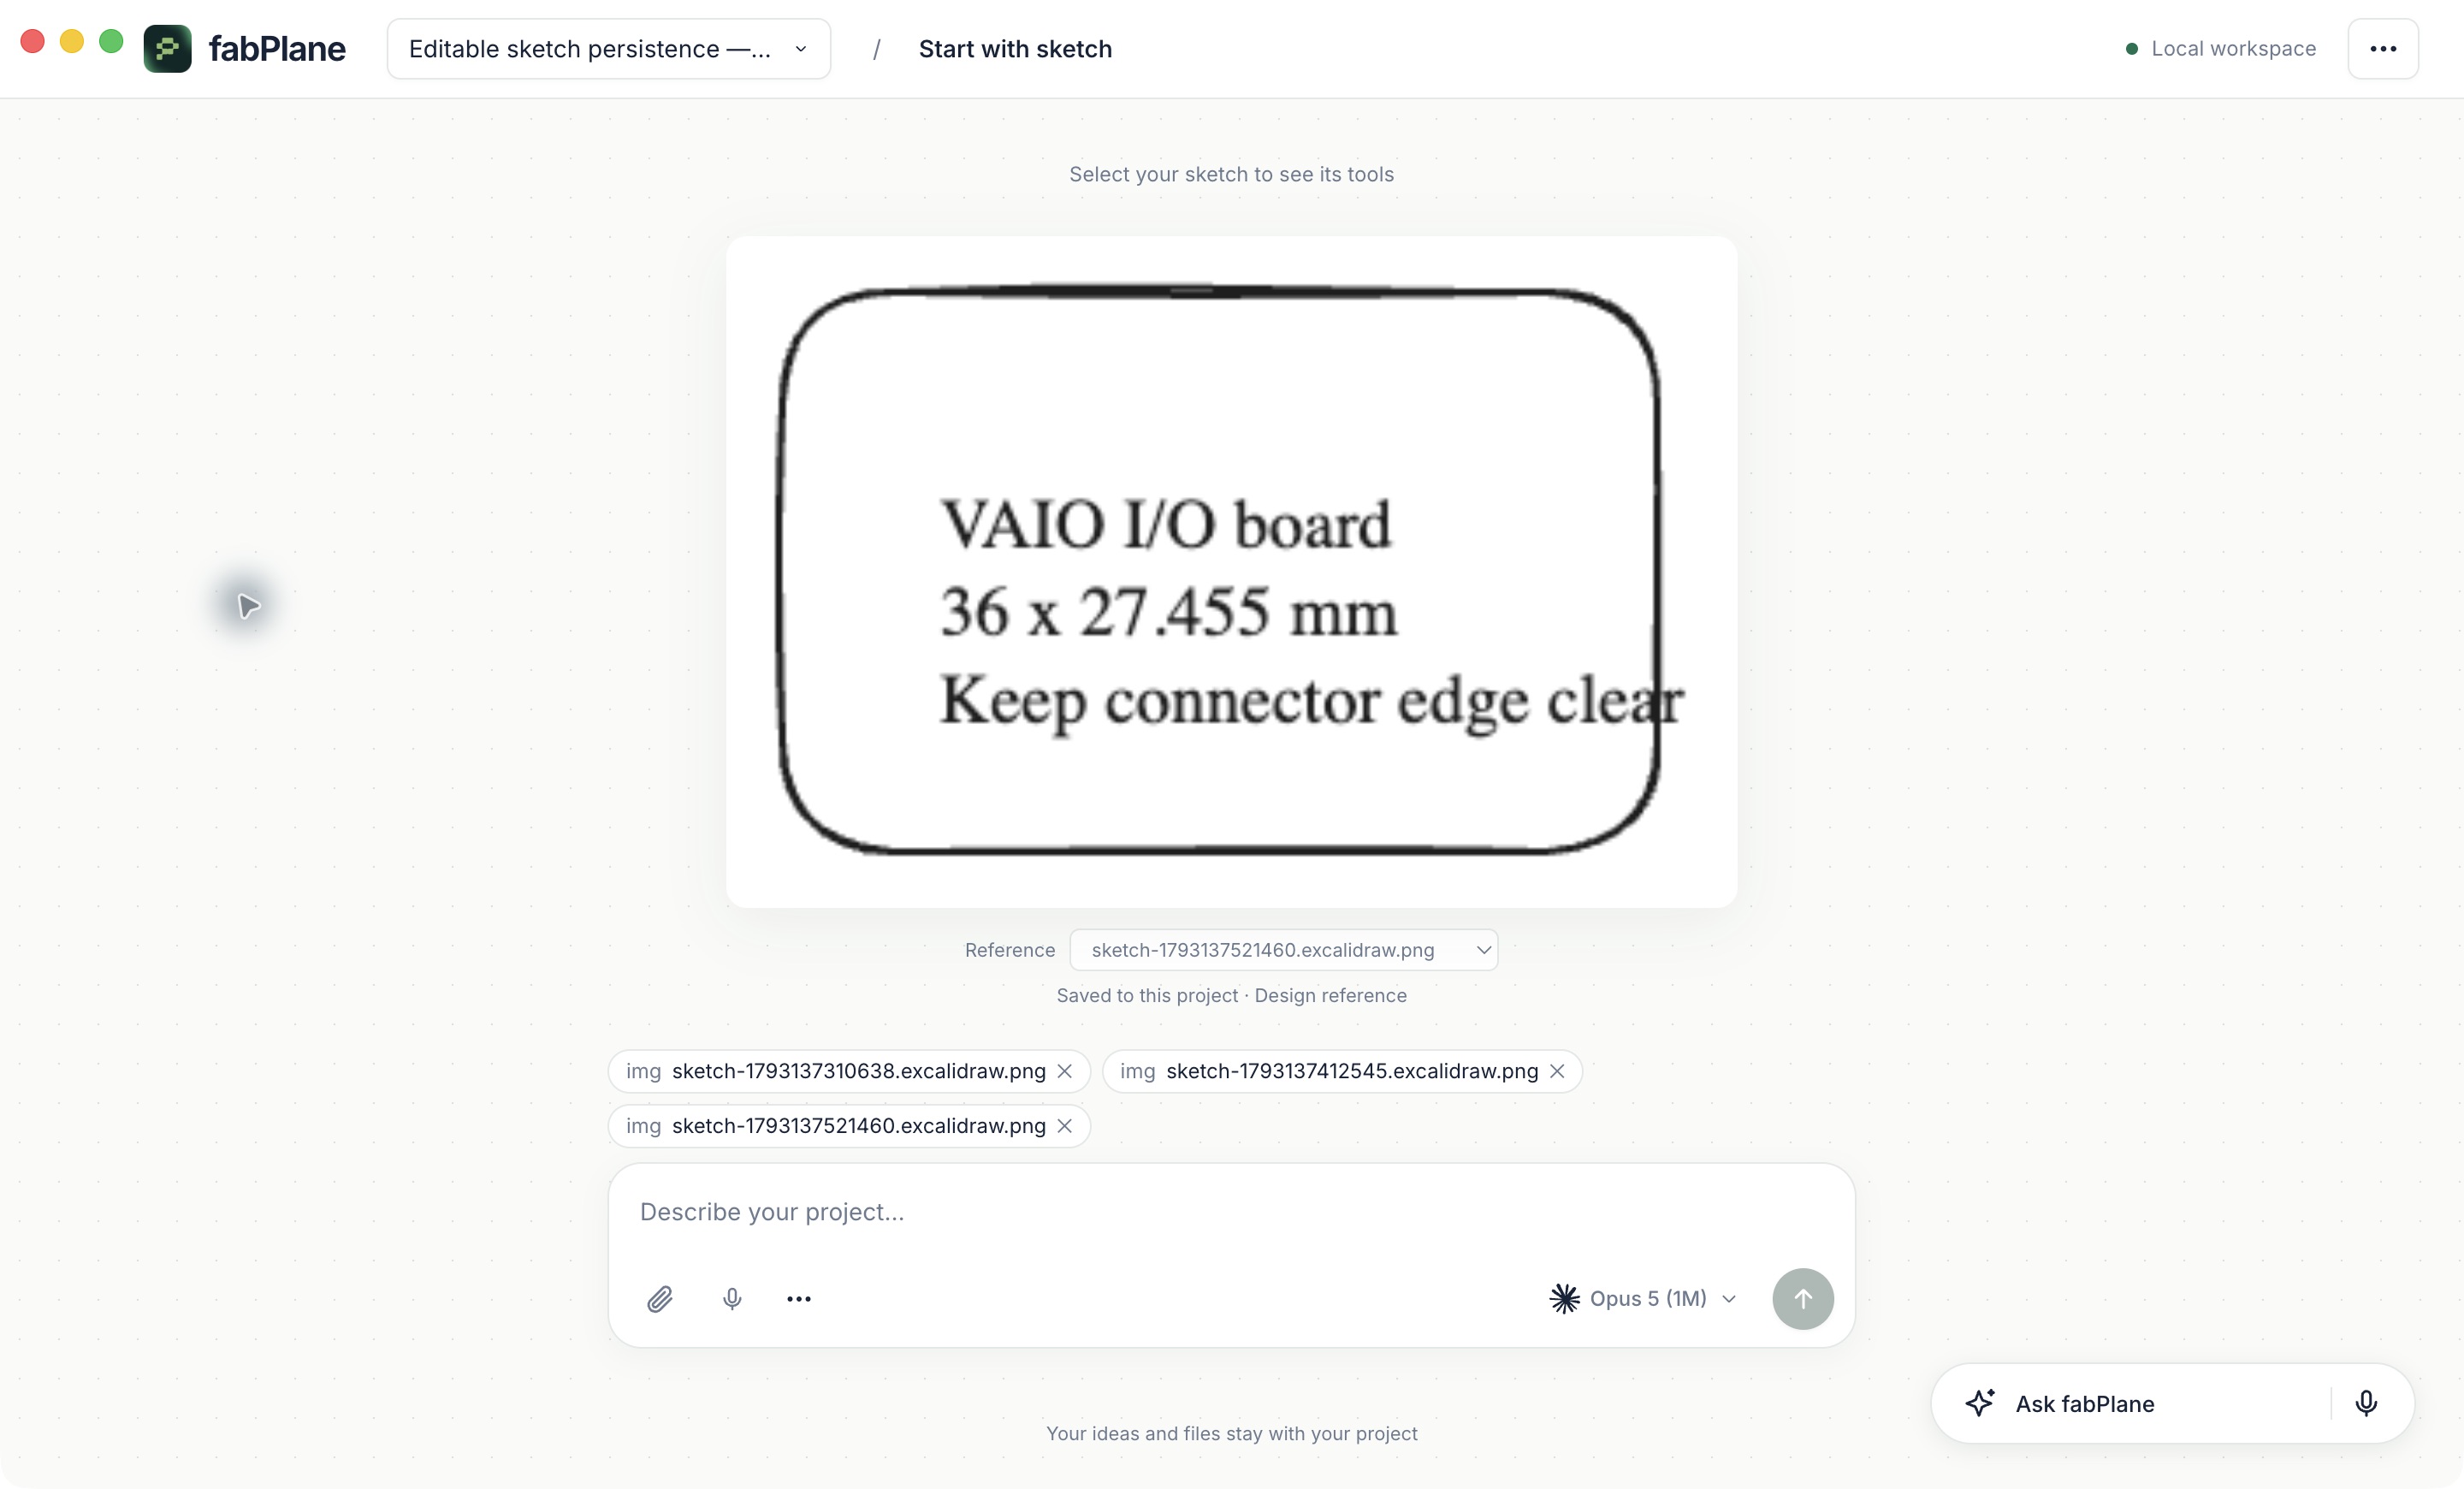 fabPlane
Editable sketch persistence —...
/
Start with sketch
Local workspace
Select your sketch to see its tools
VAIO I/O board
36 x 27.455 mm
Keep connector edge clear
Reference
sketch-1793137521460.excalidraw.png
Saved to this project · Design reference
img sketch-1793137310638.excalidraw.png
img sketch-1793137412545.excalidraw.png
img sketch-1793137521460.excalidraw.png
Describe your project...
Opus 5 (1M)
Ask fabPlane
Your ideas and files stay with your project